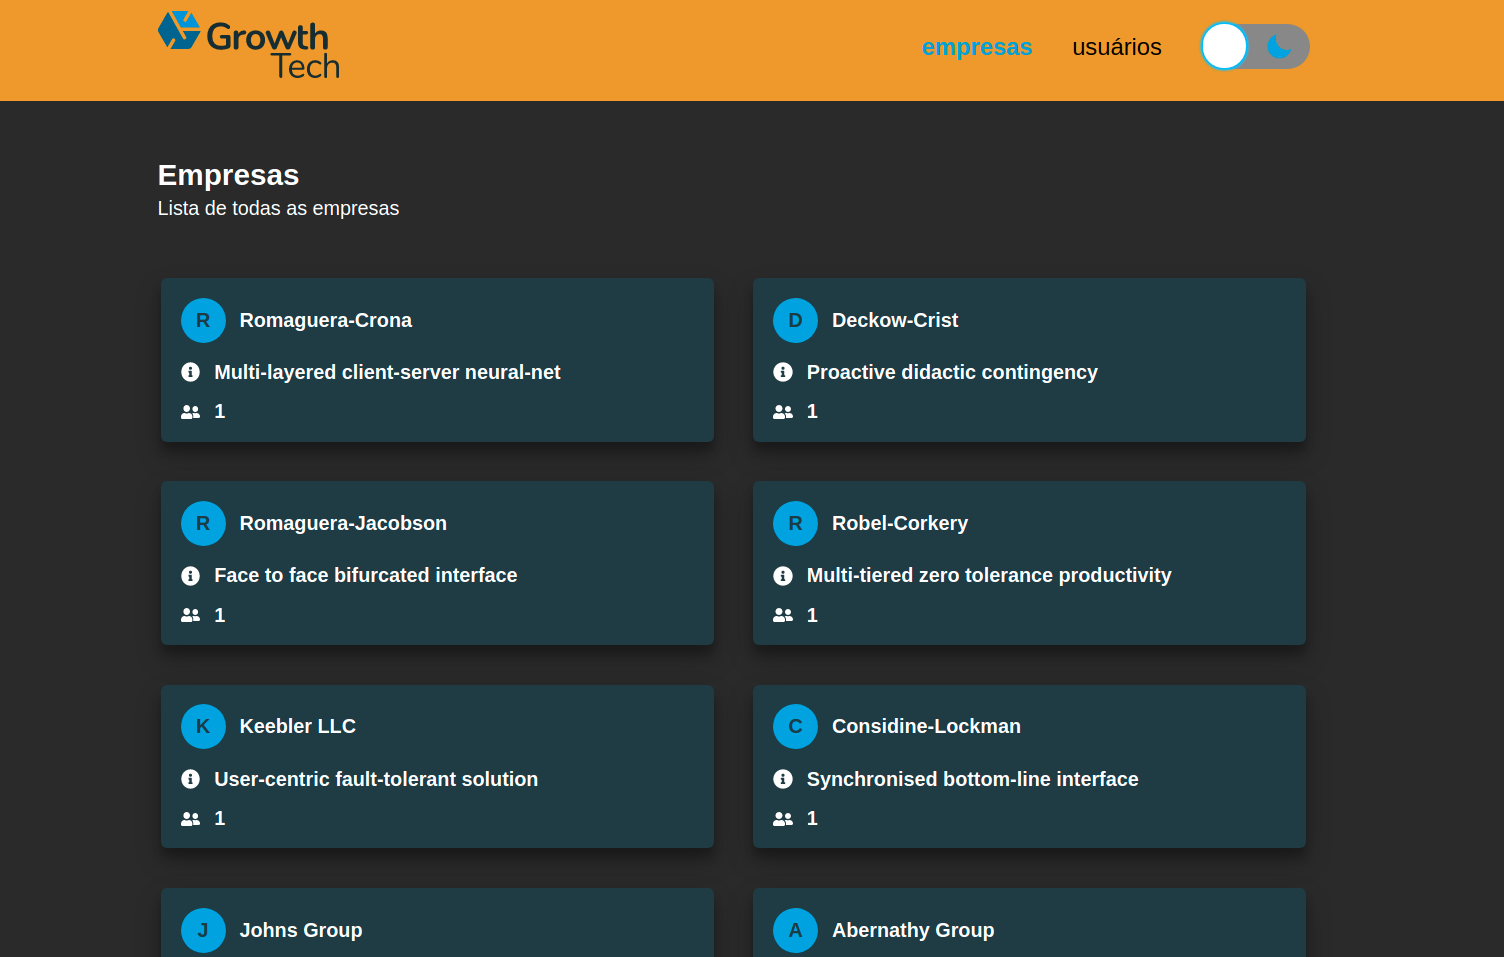 Growth
Tech
empresas
usuários
Empresas
Lista de todas as empresas
R
Romaguera-Crona
Multi-layered client-server neural-net
1
D
Deckow-Crist
Proactive didactic contingency
1
R
Romaguera-Jacobson
Face to face bifurcated interface
1
R
Robel-Corkery
Multi-tiered zero tolerance productivity
1
K
Keebler LLC
User-centric fault-tolerant solution
1
C
Considine-Lockman
Synchronised bottom-line interface
1
J
Johns Group
A
Abernathy Group